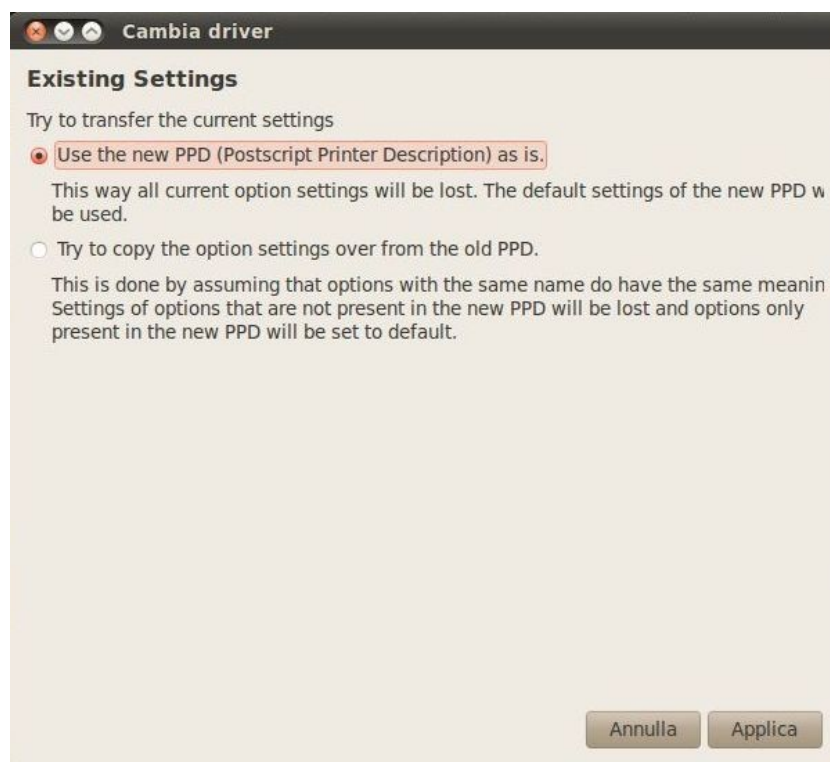 Cambia driver
Existing Settings
Try to transfer the current settings
Use the new PPD (Postscript Printer Description) as is.
This way all current option settings will be lost. The default settings of the new PPD
be used.
Try to copy the option settings over from the old PPD.
This is done by assuming that options with the same name do have the same
Settings of options that are not present in the new PPD will be lost and options only
present in the new PPD will be set to default.
Annulla Applica